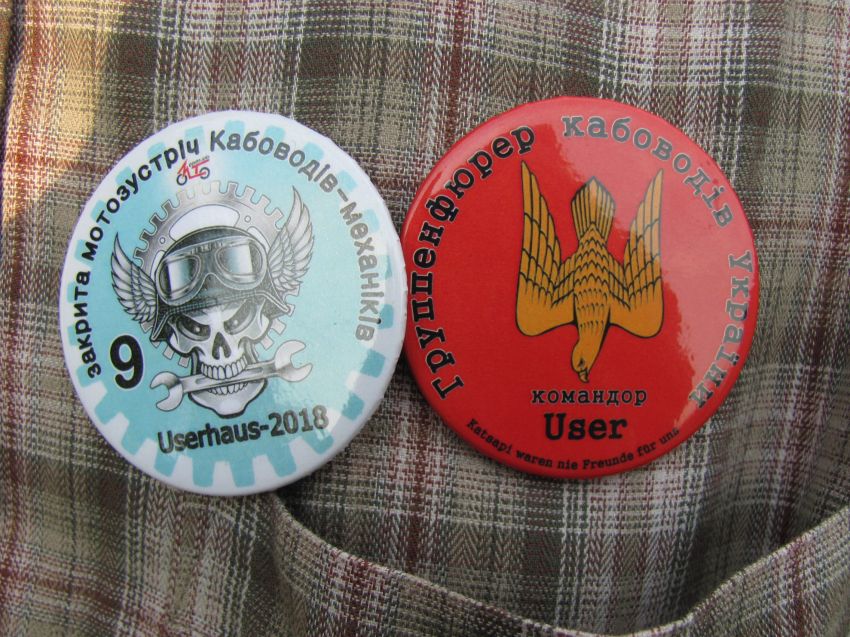 закрита мотозустріч Кабоводів-механіків
9
Userhaus-2018
Группенфюрер кабоводів України
командор
User
Katsapi waren nie Freunde für uns